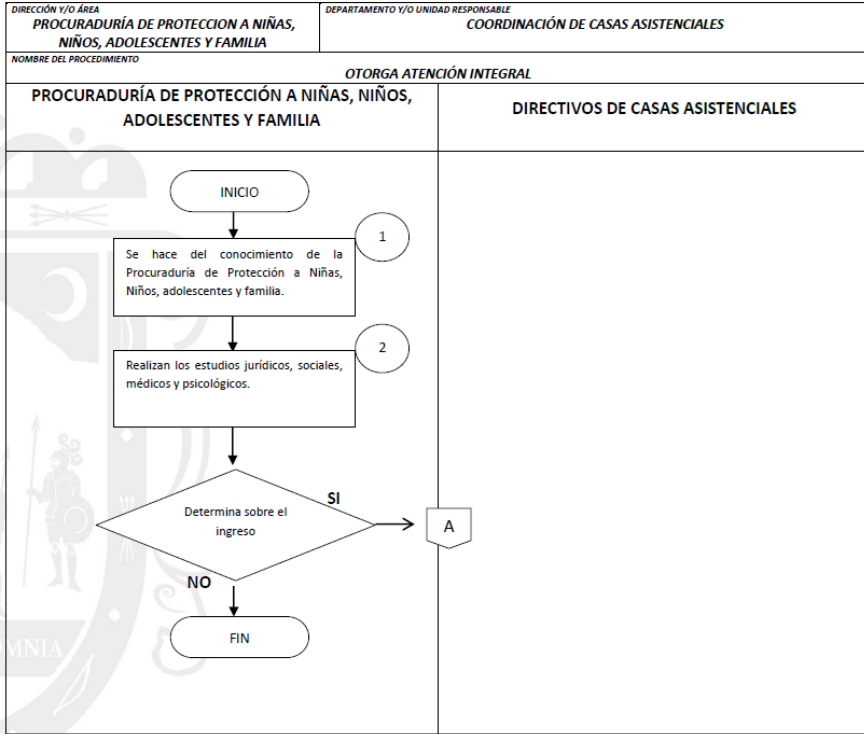 DIRECCIÓN Y/O ÁREA
PROCURADURÍA DE PROTECCION A NIÑAS,
NIÑOS, ADOLESCENTES Y FAMILIA
DEPARTAMENTO Y/O UNIDAD RESPONSABLE
COORDINACIÓN DE CASAS ASISTENCIALES
NOMBRE DEL PROCEDIMIENTO
OTORGA ATENCIÓN INTEGRAL
PROCURADURÍA DE PROTECCIÓN A NIÑAS, NIÑOS,
ADOLESCENTES Y FAMILIA
DIRECTIVOS DE CASAS ASISTENCIALES
INICIO
1
Se hace del conocimiento de la
Procuraduría de Protección a Niñas,
Niños, adolescentes y familia.
2
Realizan los estudios jurídicos, sociales,
médicos y psicológicos.
Determina sobre el
ingreso
SI
A
NO
FIN
OMNIA